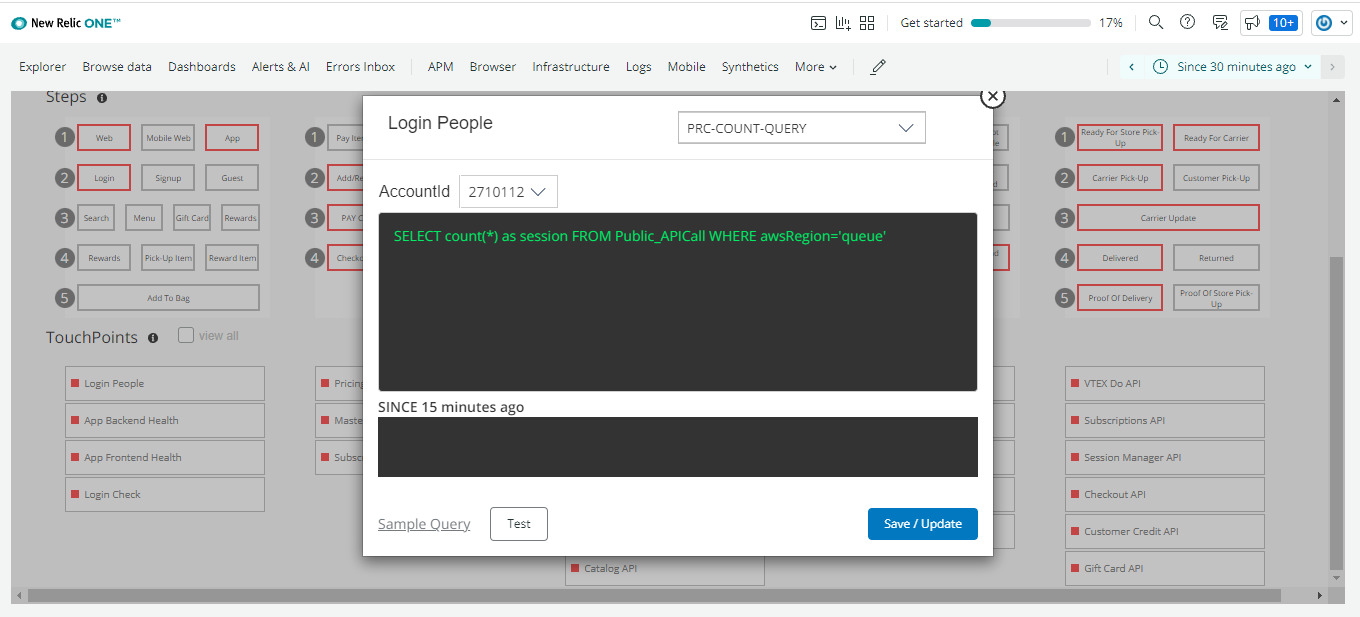 New Relic ONE™
Get started 17% 10+
Explorer Browse data Dashboards Alerts & AI Errors Inbox APM Browser Infrastructure Logs Mobile Synthetics More Since 30 minutes ago
Steps
1 Web Mobile Web App
2 Login Signup Guest
3 Search Menu Gift Card Rewards
4 Rewards Pick-Up Item Reward Item
5 Add To Bag
1 Pay
2
3 PAY
4
Login People
PRC-COUNT-QUERY
AccountId 2710112
SELECT count(*) as session FROM Public_APICall WHERE awsRegion='queue'
SINCE 15 minutes ago
Sample Query Test Save / Update
1 Ready For Store Pick-
Up
Ready For Carrier
2 Carrier Pick-Up Customer Pick-Up
3 Carrier Update
4 Delivered Returned
5 Proof Of Delivery Proof Of Store Pick-
Up
TouchPoints view all
Login People
App Backend Health
App Frontend Health
Login Check
Pricing
Catalog API
VTEX Do API
Subscriptions API
Session Manager API
Checkout API
Customer Credit API
Gift Card API